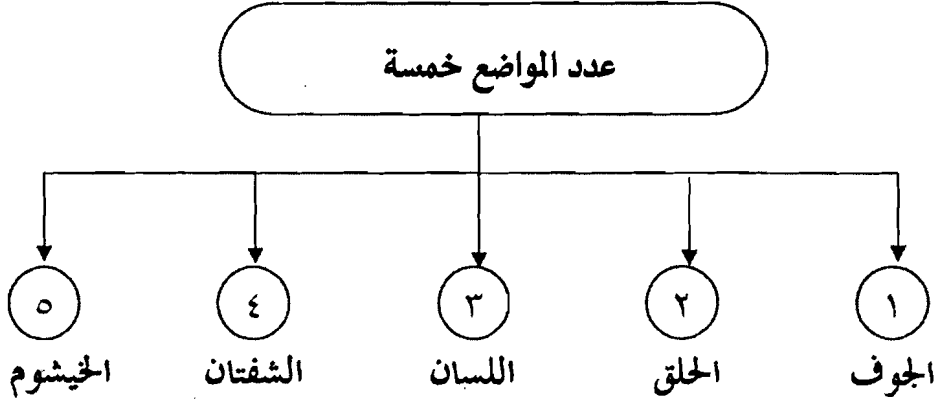 عدد المواضع خمسة
١ ٢ ٣ ٤ ٥
الجوف الحلق اللسان الشفتان الخيشوم